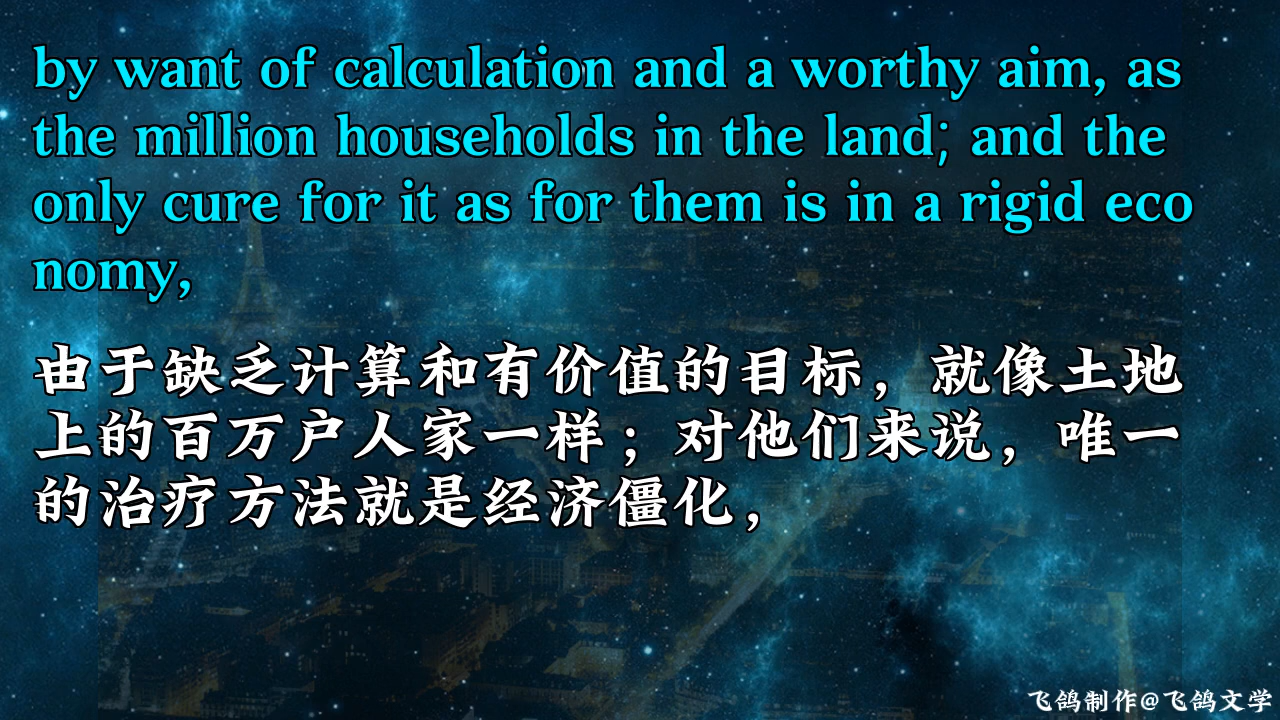 by want of calculation and a worthy aim, as
the million households in the land; and the
only cure for it as for them is in a rigid eco
nomy,
由于缺乏计算和有价值的目标，就像土地
上的百万户人家一样；对他们来说，唯一
的治疗方法就是经济僵化，
飞鸽制作@飞鸽文学